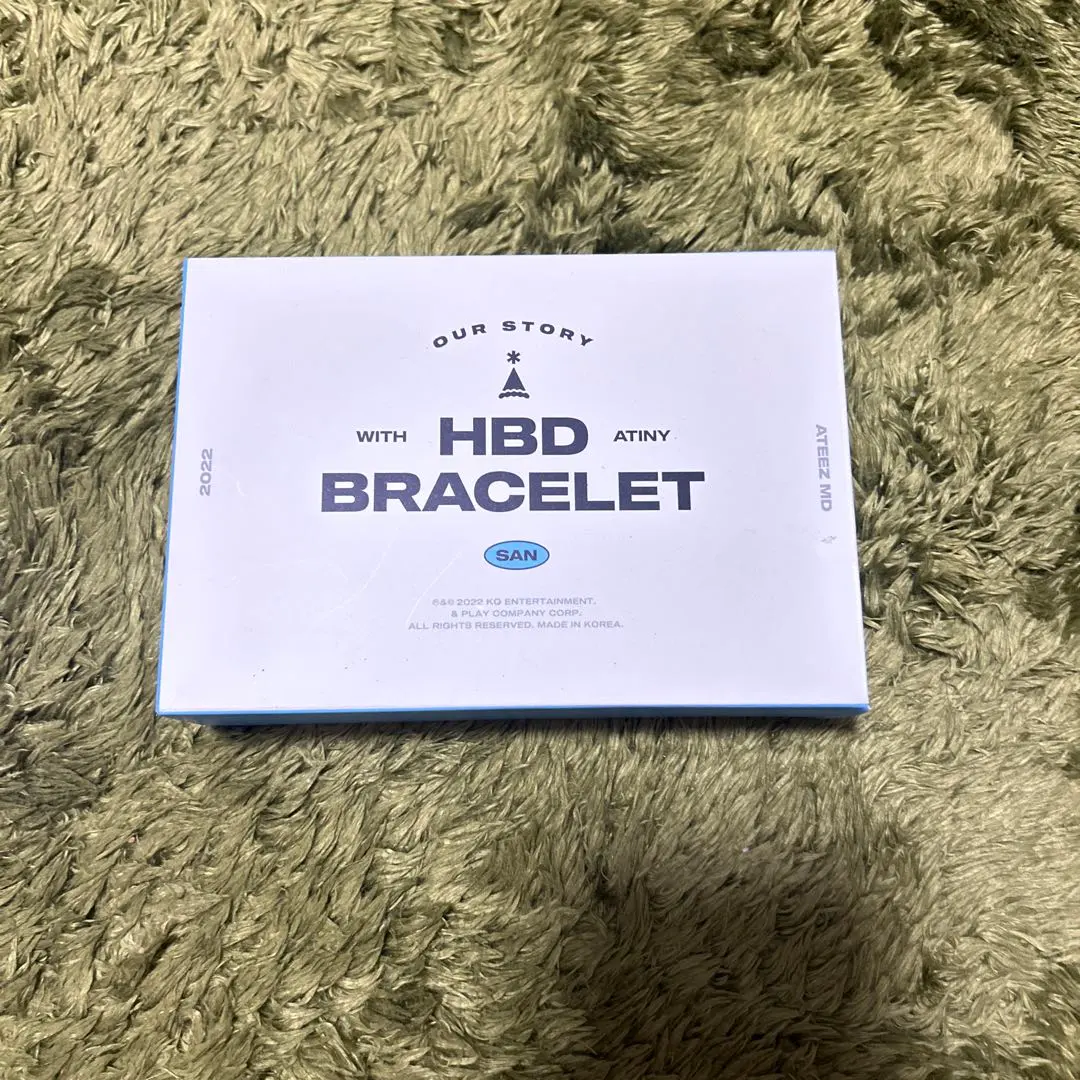 OUR STORY
WITH HBD ATINY
BRACELET
SAN
2022
ATEEZ MD
2022 KQ ENTERTAINMENT.
& PLAY COMPANY CORP.
ALL RIGHTS RESERVED. MADE IN KOREA.